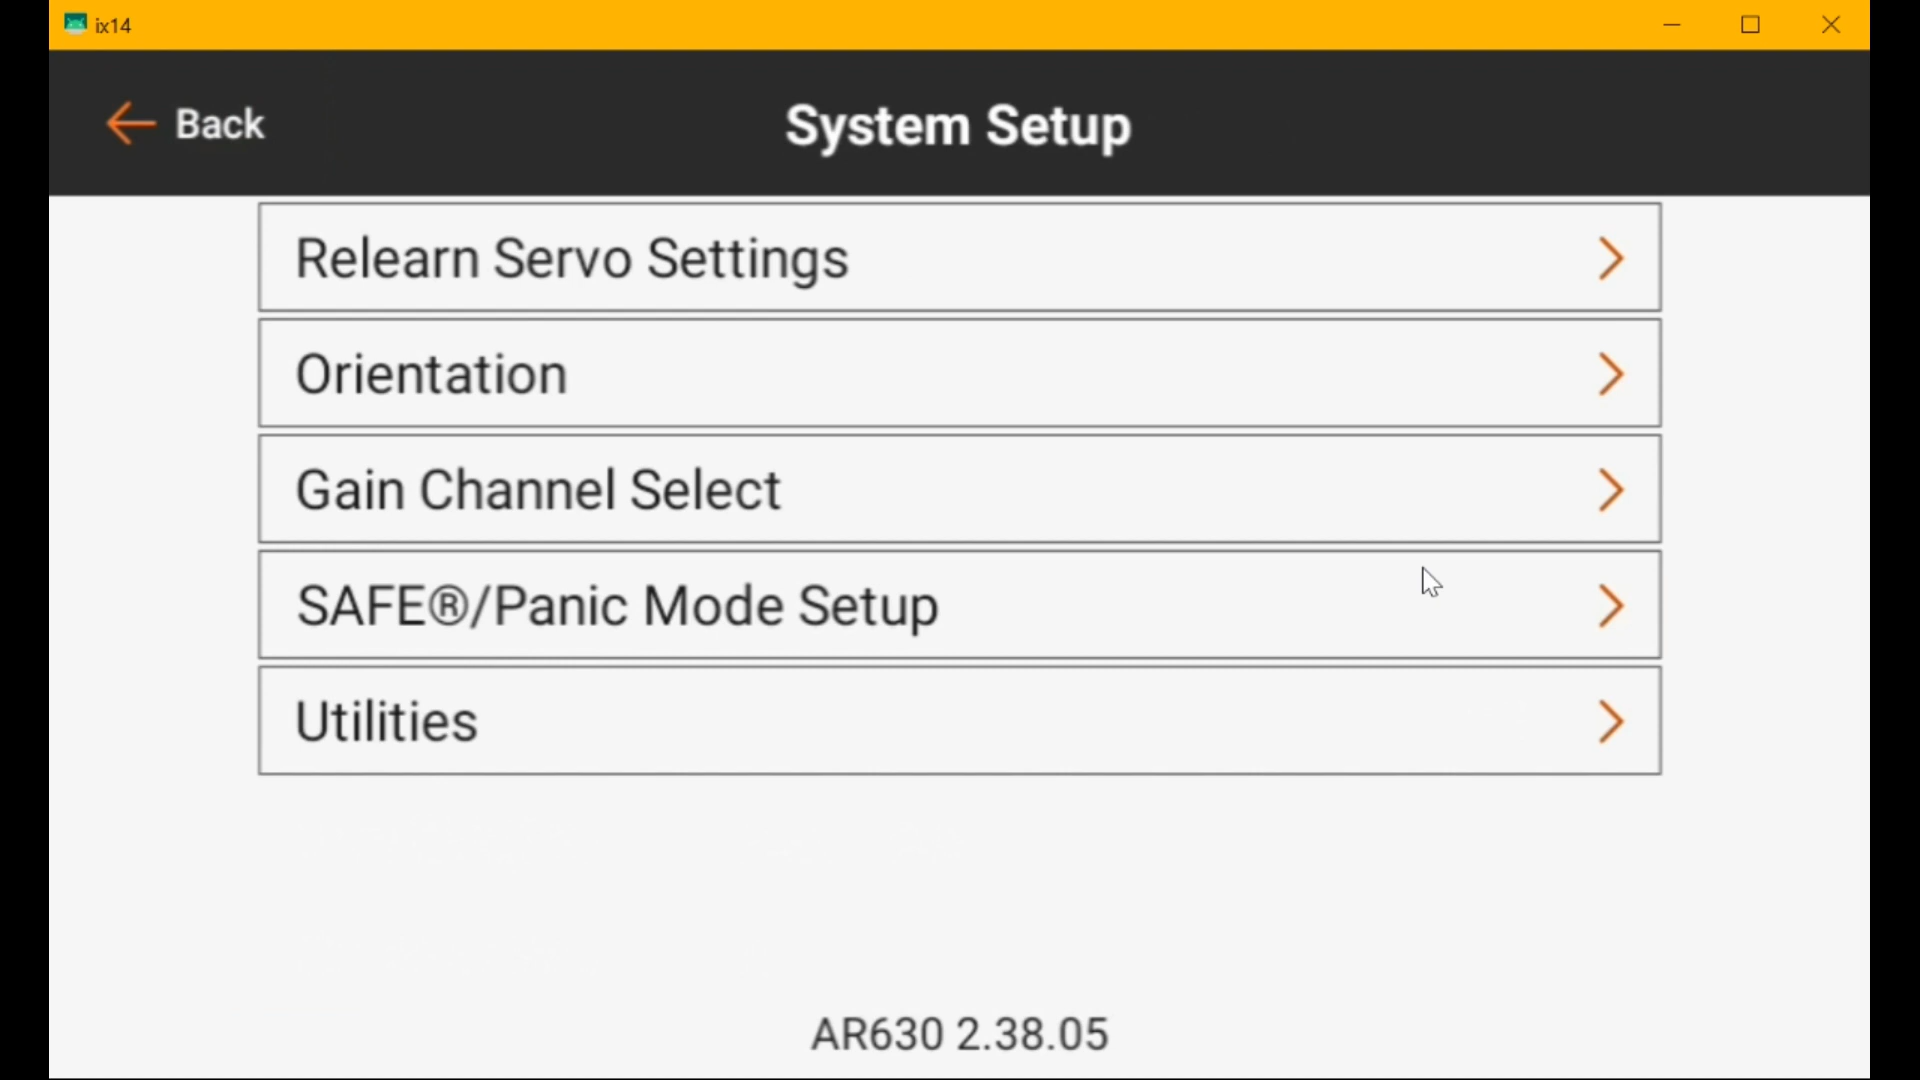 ix14
Back
System Setup
Relearn Servo Settings
Orientation
Gain Channel Select
SAFE®/Panic Mode Setup
Utilities
AR630 2.38.05